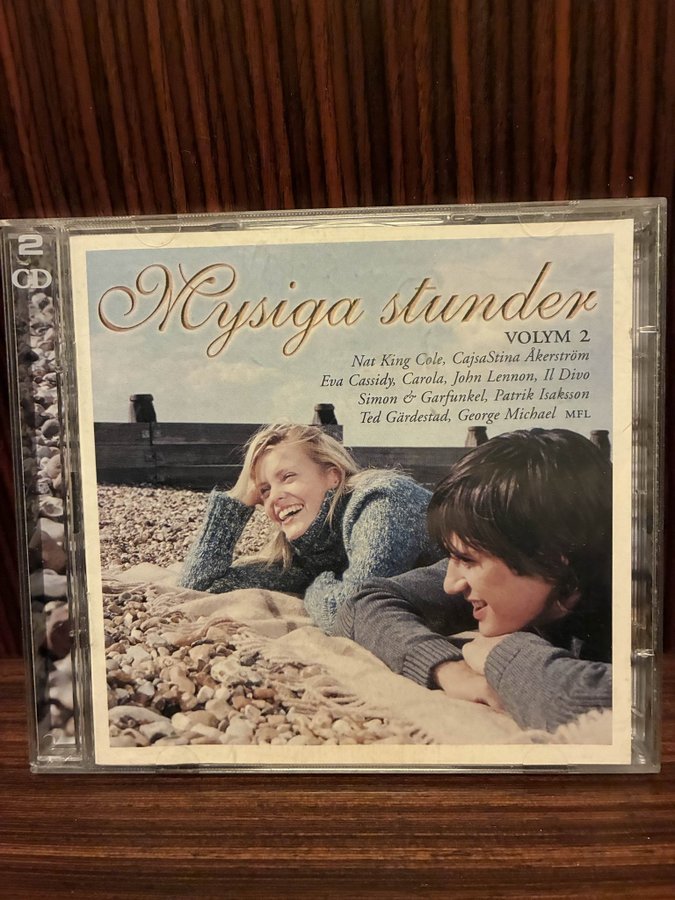 2
CD
Mysiga stunder
VOLYM 2
Nat King Cole, CajsaStina Åkerström
Eva Cassidy, Carola, John Lennon, Il Divo
Simon & Garfunkel, Patrik Isaksson
Ted Gärdestad, George Michael MFL